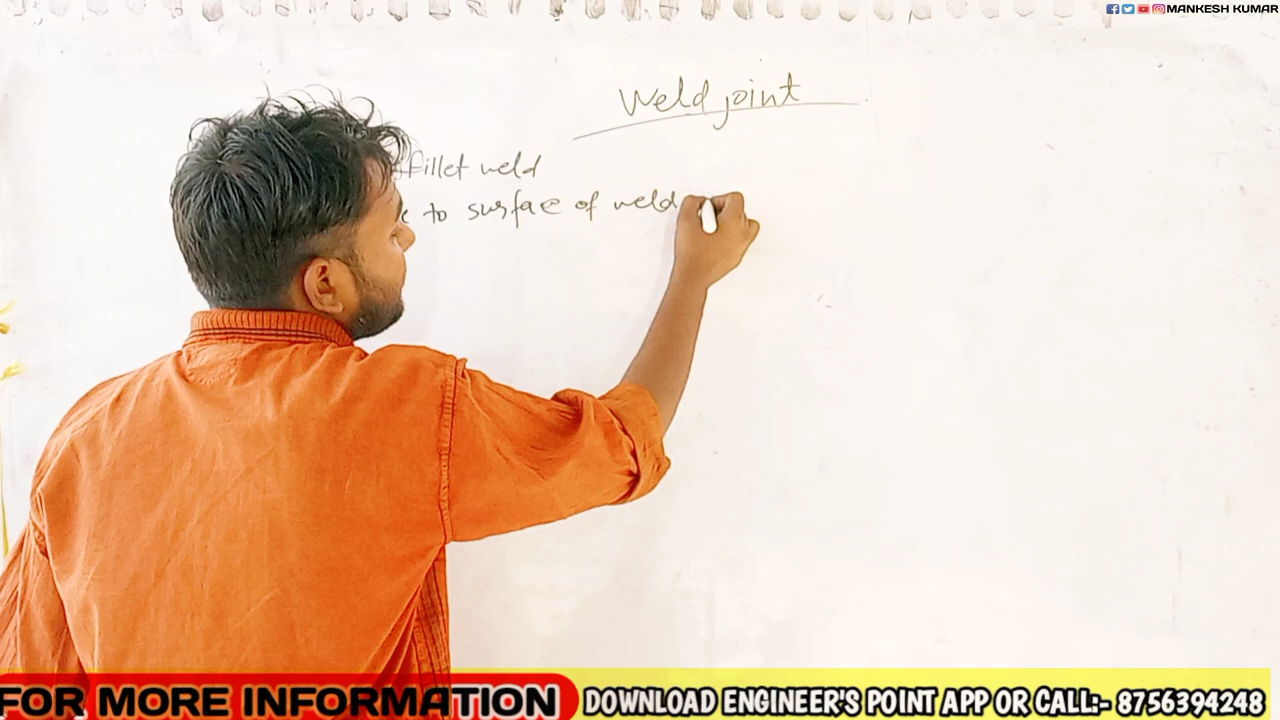 MANKESH KUMAR
Weld joint
fillet weld
to surfac of weld
FOR MORE INFORMATION DOWNLOAD ENGINEER'S POINT APP OR CALL:- 8756394248